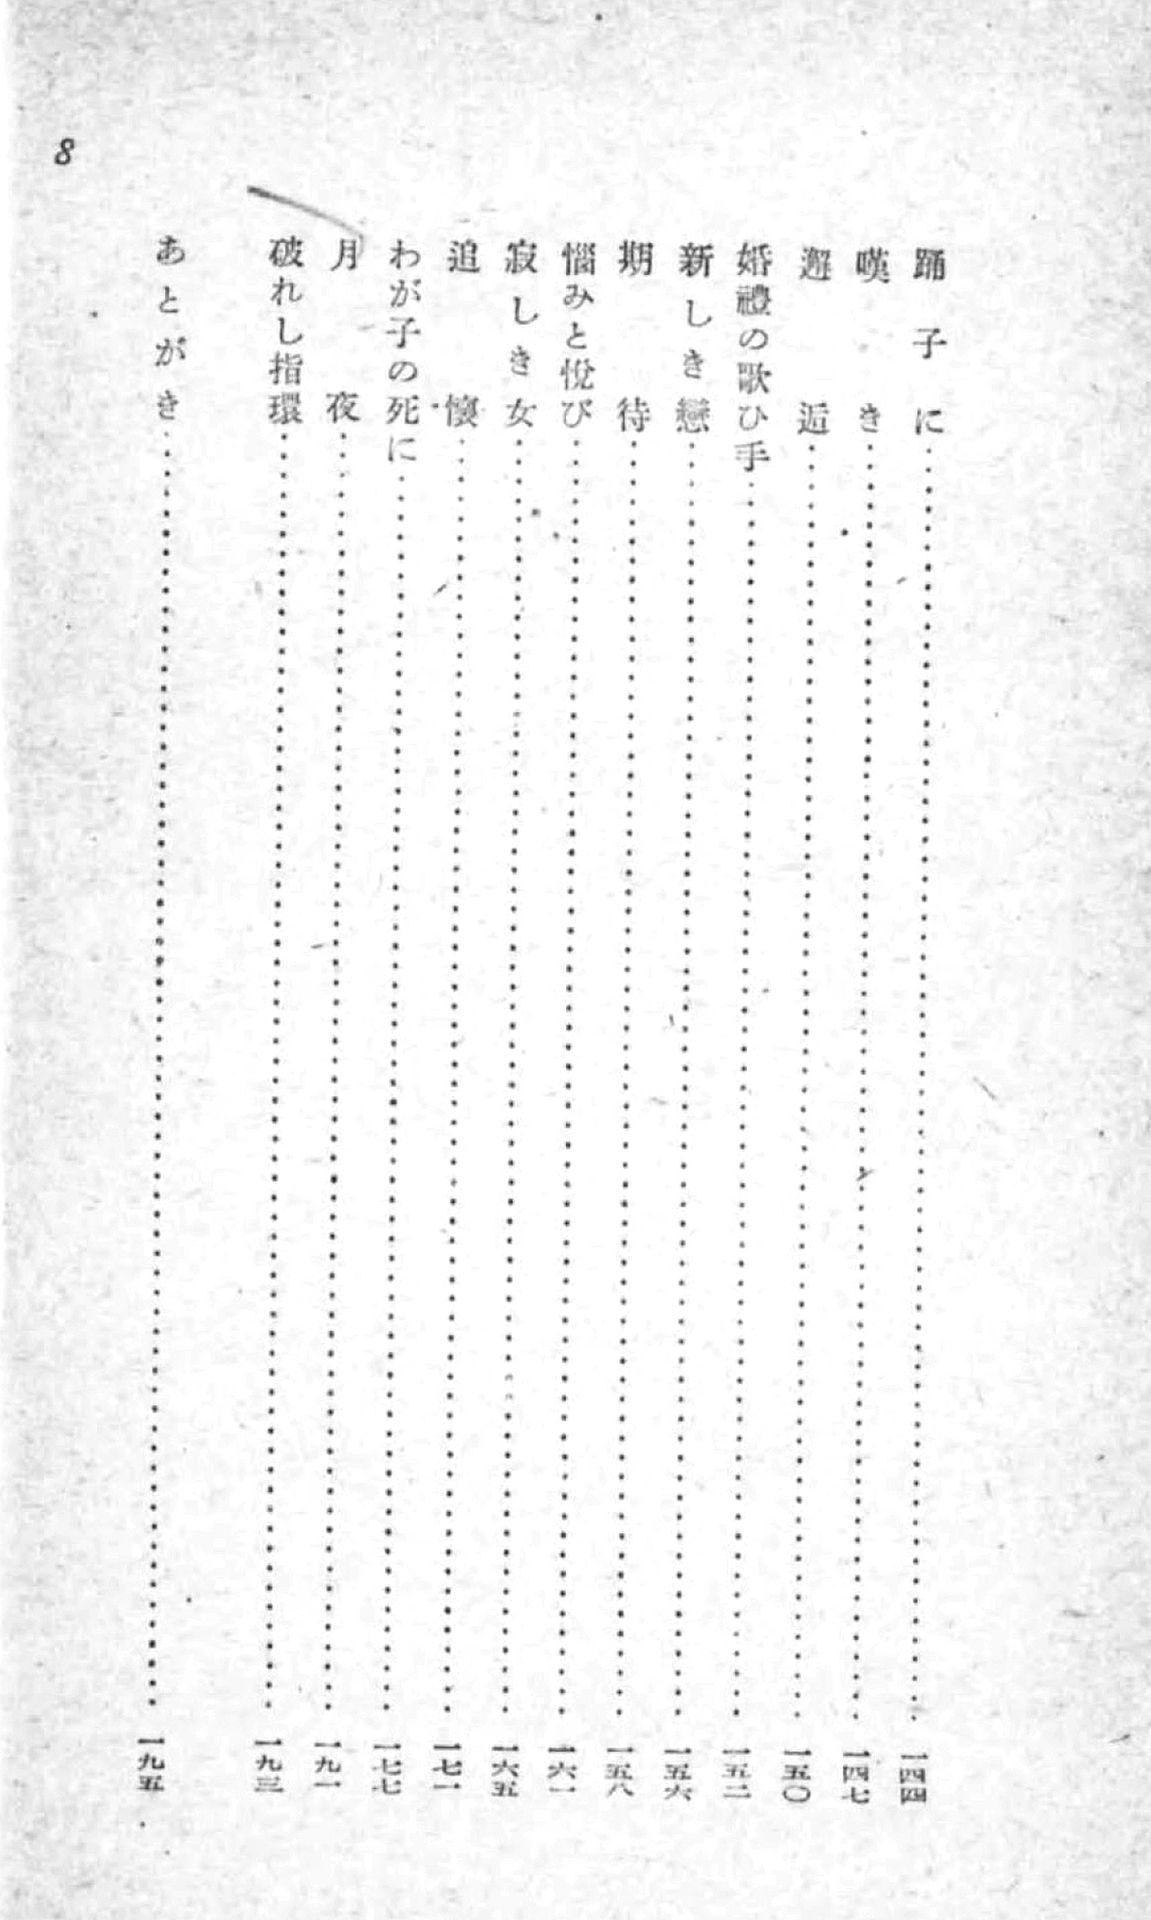 踊子に……一四四
嘆き……一四七
邂逅……一五〇
婚禮の歌ひ手……一五二
新しき戀……一五六
期待……一五八
惱みと悅び……一六一
寂しき女……一六五
追懷……一七一
わが子の死に……一七七
月夜……一九一
破れし指環……一九三
あとがき……一九五
8